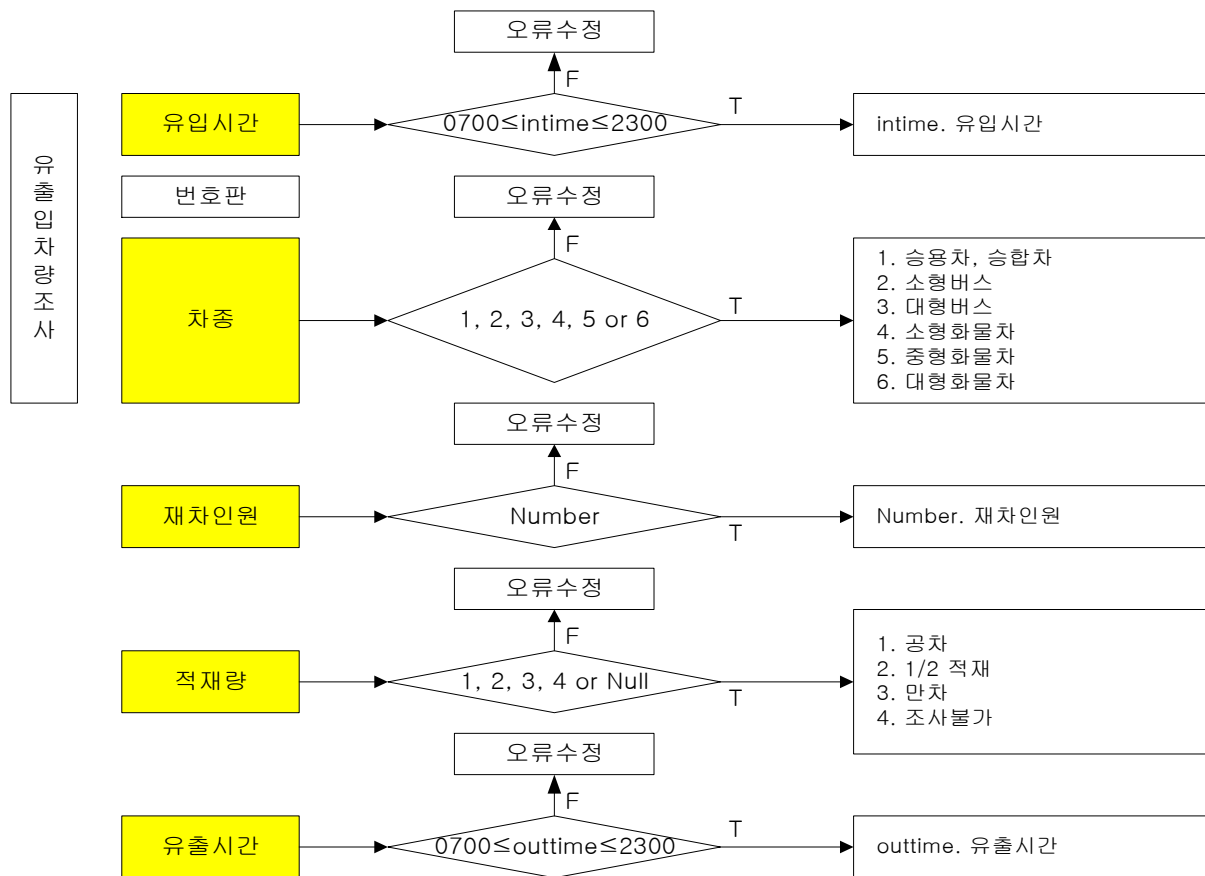 유출입차량조사
오류수정
F
유입시간
0700≤intime≤2300
T
intime. 유입시간
번호판
오류수정
F
차종
1, 2, 3, 4, 5 or 6
T
1. 승용차, 승합차
2. 소형버스
3. 대형버스
4. 소형화물차
5. 중형화물차
6. 대형화물차
오류수정
F
재차인원
Number
T
Number. 재차인원
오류수정
F
적재량
1, 2, 3, 4 or Null
T
1. 공차
2. 1/2 적재
3. 만차
4. 조사불가
오류수정
F
유출시간
0700≤outtime≤2300
T
outtime. 유출시간